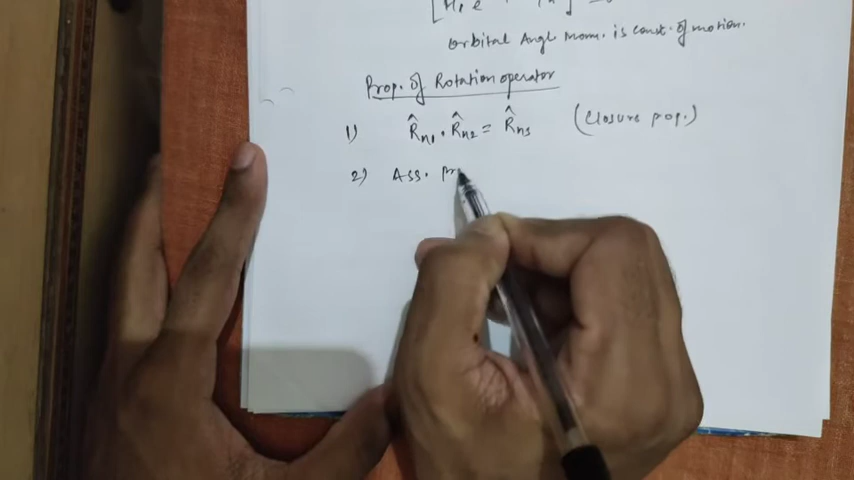 orbital Angl Mom. is const. of motion.
Prop. of Rotation operator
1) R̂n1 . R̂n2 = R̂n3 (Closure prop.)
2) Ass. pr